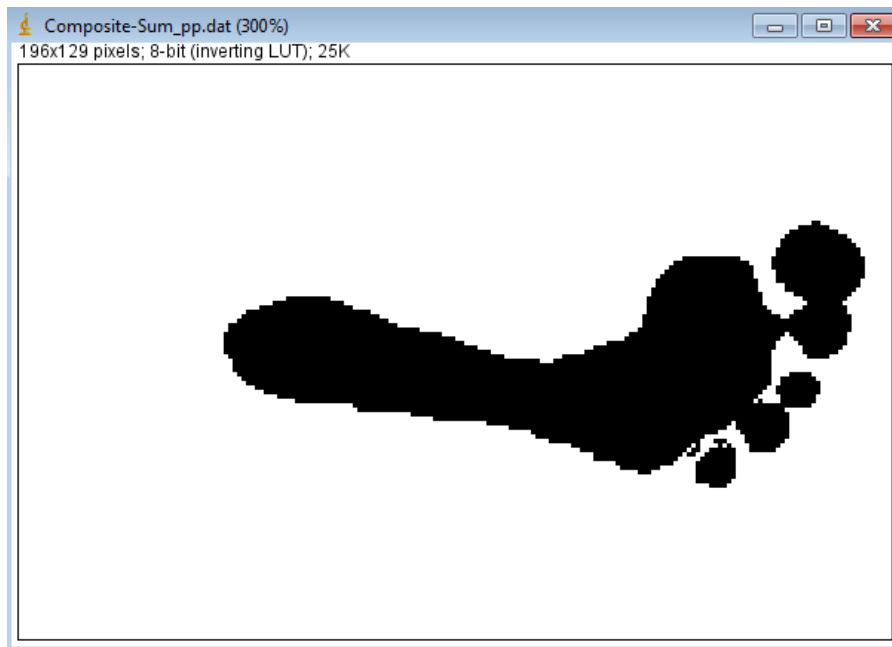 Composite-Sum_pp.dat (300%)
196x129 pixels; 8-bit (inverting LUT); 25K